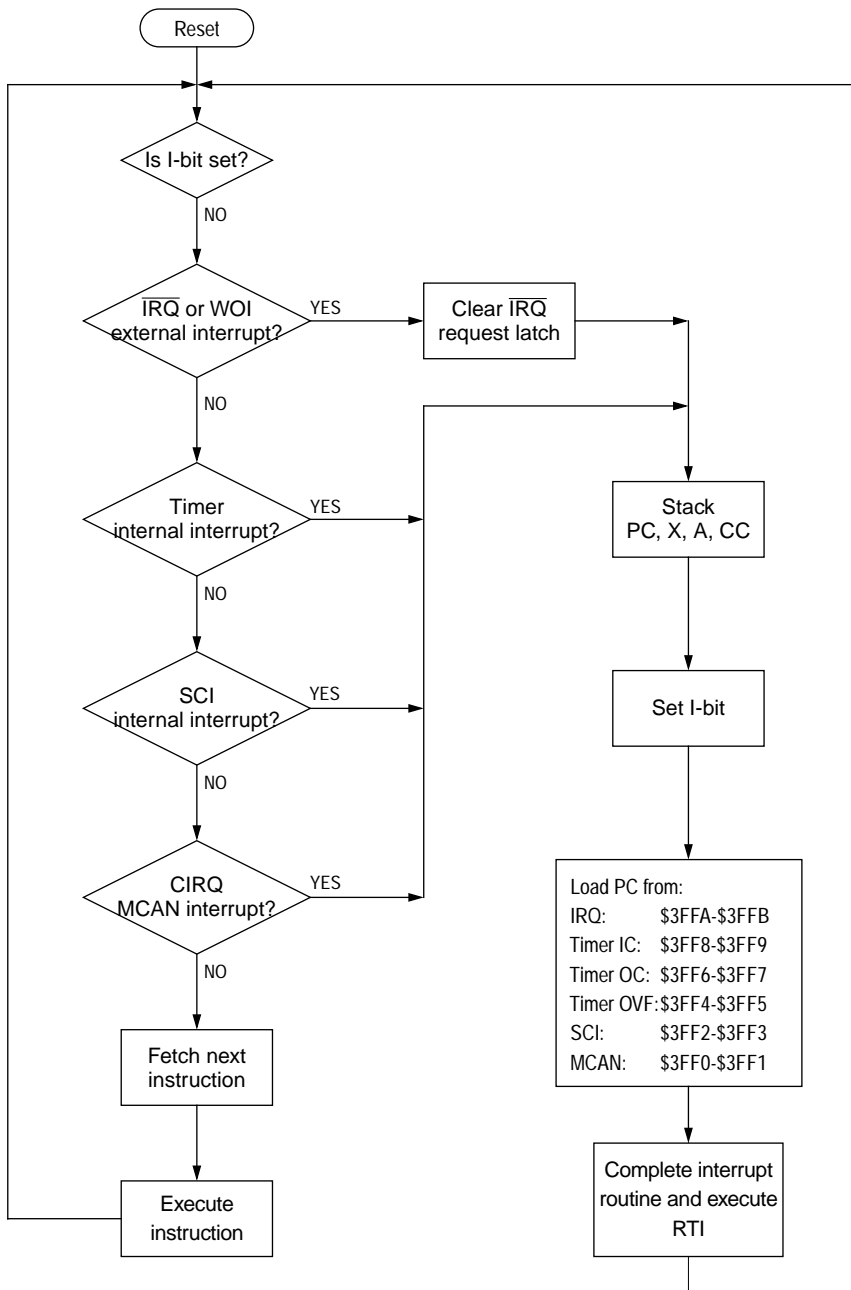 Reset
Is I-bit set?
NO
IRQ or WOI
external interrupt?
YES
Clear IRQ
request latch
NO
Timer
internal interrupt?
YES
Stack
PC, X, A, CC
NO
SCI
internal interrupt?
YES
Set I-bit
NO
CIRQ
MCAN interrupt?
YES
Load PC from:
IRQ: $3FFA-$3FFB
Timer IC: $3FF8-$3FF9
Timer OC: $3FF6-$3FF7
Timer OVF:$3FF4-$3FF5
SCI: $3FF2-$3FF3
MCAN: $3FF0-$3FF1
NO
Fetch next
instruction
Execute
instruction
Complete interrupt
routine and execute
RTI